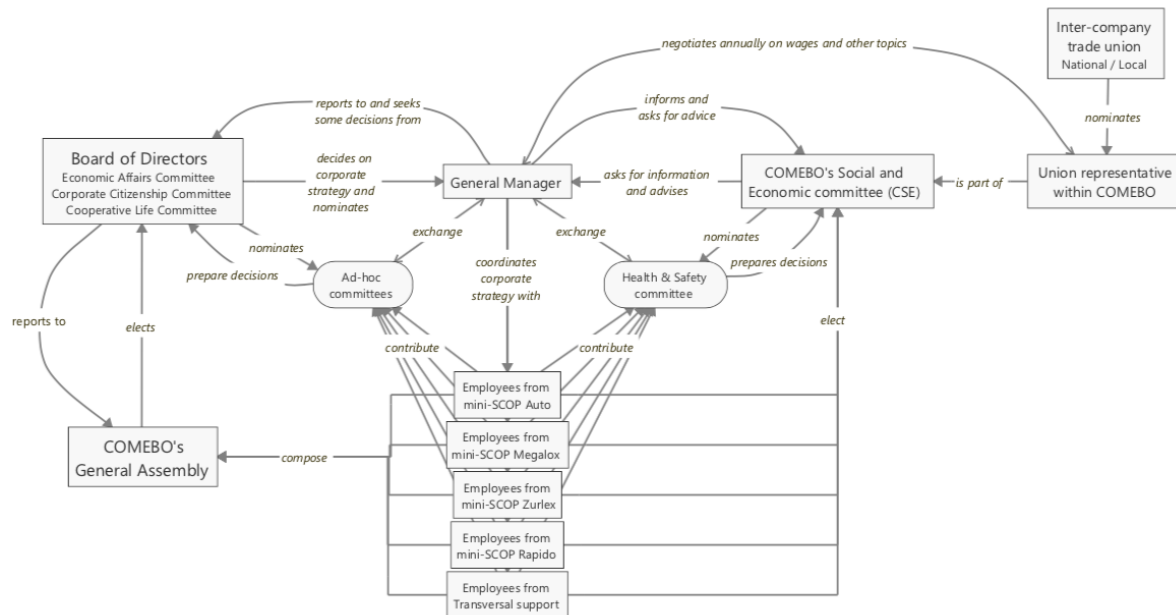 negotiates annually on wages and other topics
Inter-company
trade union
National / Local
reports to and seeks
some decisions from
informs and
asks for advice
nominates
Board of Directors
Economic Affairs Committee
Corporate Citizenship Committee
Cooperative Life Committee
decides on
corporate
strategy and
nominates
General Manager
asks for information
and advises
COMEBO's Social and
Economic committee (CSE)
is part of
Union representative
within COMEBO
nominates
prepare decisions
exchange
exchange
nominates
prepares decisions
coordinates
corporate
strategy with
Ad-hoc
committees
Health & Safety
committee
reports to
elects
contribute
contribute
elect
Employees from
mini-SCOP Auto
COMEBO's
General Assembly
compose
Employees from
mini-SCOP Megalox
Employees from
mini-SCOP Zurlex
Employees from
mini-SCOP Rapido
Employees from
Transversal support